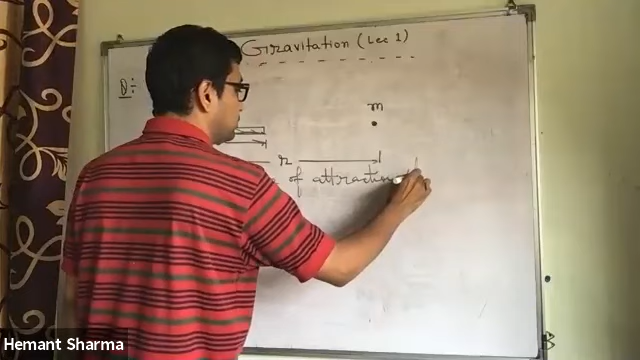 Gravitation (Lec 1)
Q:-
m
r
of attraction
Hemant Sharma